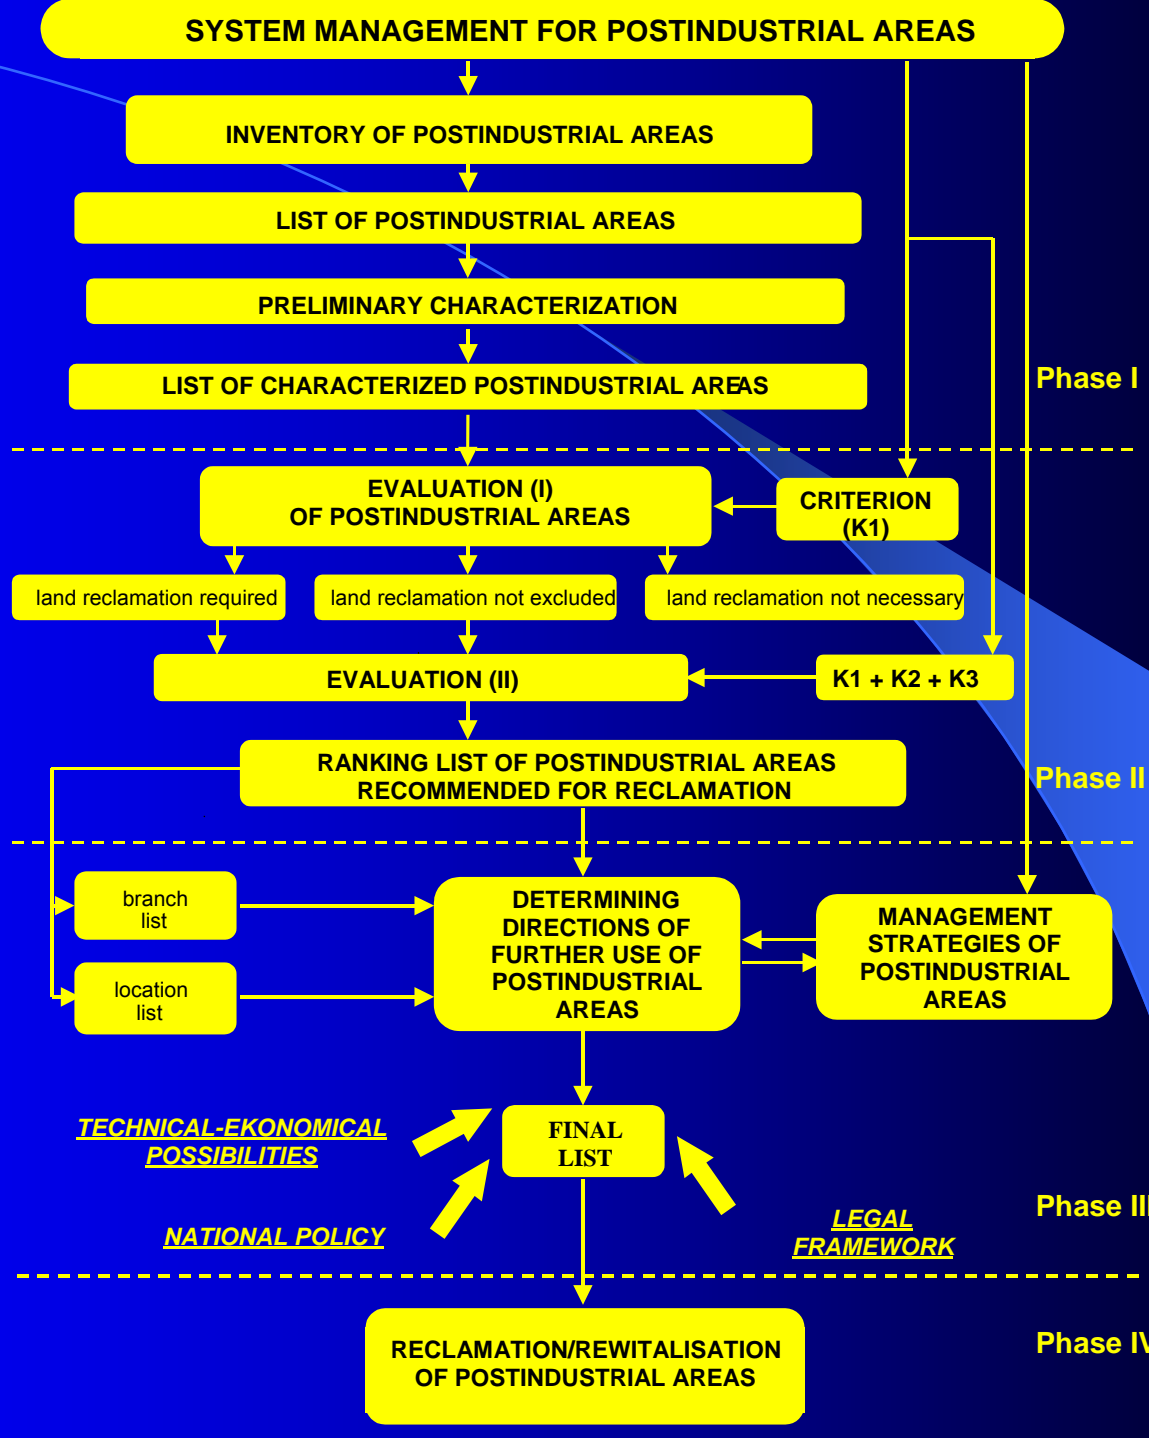 SYSTEM MANAGEMENT FOR POSTINDUSTRIAL AREAS
INVENTORY OF POSTINDUSTRIAL AREAS
LIST OF POSTINDUSTRIAL AREAS
PRELIMINARY CHARACTERIZATION
LIST OF CHARACTERIZED POSTINDUSTRIAL AREAS
Phase I
EVALUATION (I)
OF POSTINDUSTRIAL AREAS
CRITERION
(K1)
land reclamation required
land reclamation not excluded
land reclamation not necessary
EVALUATION (II)
K1 + K2 + K3
RANKING LIST OF POSTINDUSTRIAL AREAS
RECOMMENDED FOR RECLAMATION
Phase II
branch
list
location
list
DETERMINING
DIRECTIONS OF
FURTHER USE OF
POSTINDUSTRIAL
AREAS
MANAGEMENT
STRATEGIES OF
POSTINDUSTRIAL
AREAS
TECHNICAL-EKONOMICAL
POSSIBILITIES
FINAL
LIST
NATIONAL POLICY
LEGAL
FRAMEWORK
Phase III
RECLAMATION/REWITALISATION
OF POSTINDUSTRIAL AREAS
Phase IV